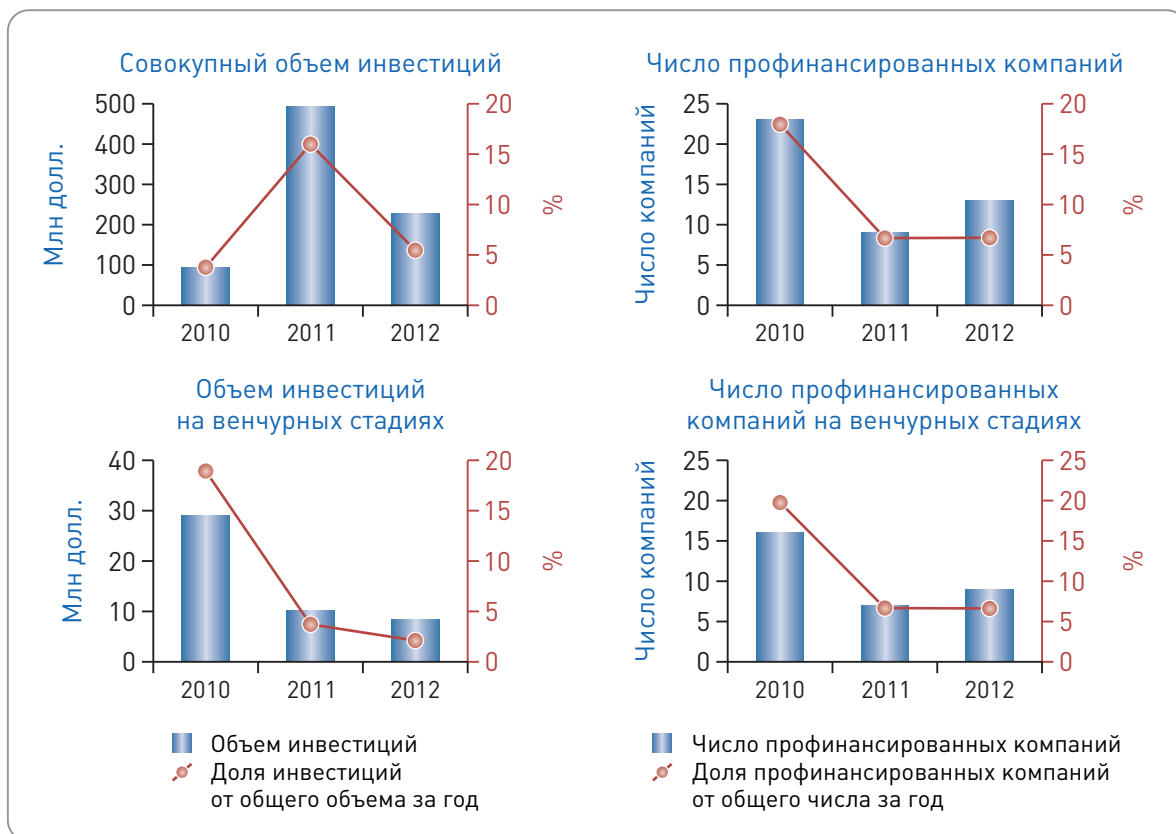 Совокупный объем инвестиций
Млн долл.
500
400
300
200
100
0
20
15
10
5
0
%
2010 2011 2012
Число профинансированных компаний
Число компаний
25
20
15
10
5
0
20
15
10
5
0
%
2010 2011 2012
Объем инвестиций
на венчурных стадиях
Млн долл.
40
30
20
10
0
20
15
10
5
0
%
2010 2011 2012
Число профинансированных
компаний на венчурных стадиях
Число компаний
25
20
15
10
5
0
25
20
15
10
5
0
%
2010 2011 2012
Объем инвестиций
Доля инвестиций
от общего объема за год
Число профинансированных компаний
Доля профинансированных компаний
от общего числа за год